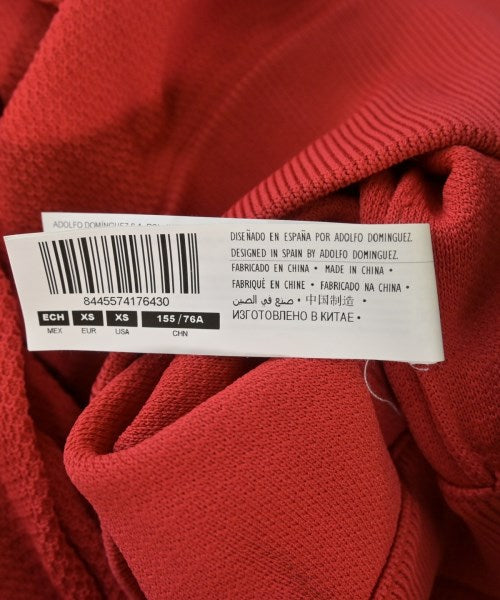 ADOLFO DOMÍNGUEZ S.A. POL.
8445574176430
ECH XS XS 155/76A
MEX EUR USA CHN
DISEÑADO EN ESPAÑA POR ADOLFO DOMINGUEZ.
DESIGNED IN SPAIN BY ADOLFO DOMINGUEZ.
FABRICADO EN CHINA • MADE IN CHINA •
FABRIQUÉ EN CHINE • FABRICADO NA CHINA •
صنع في الصين • 中国制造 •
ИЗГОТОВЛЕНО В КИТАЕ •